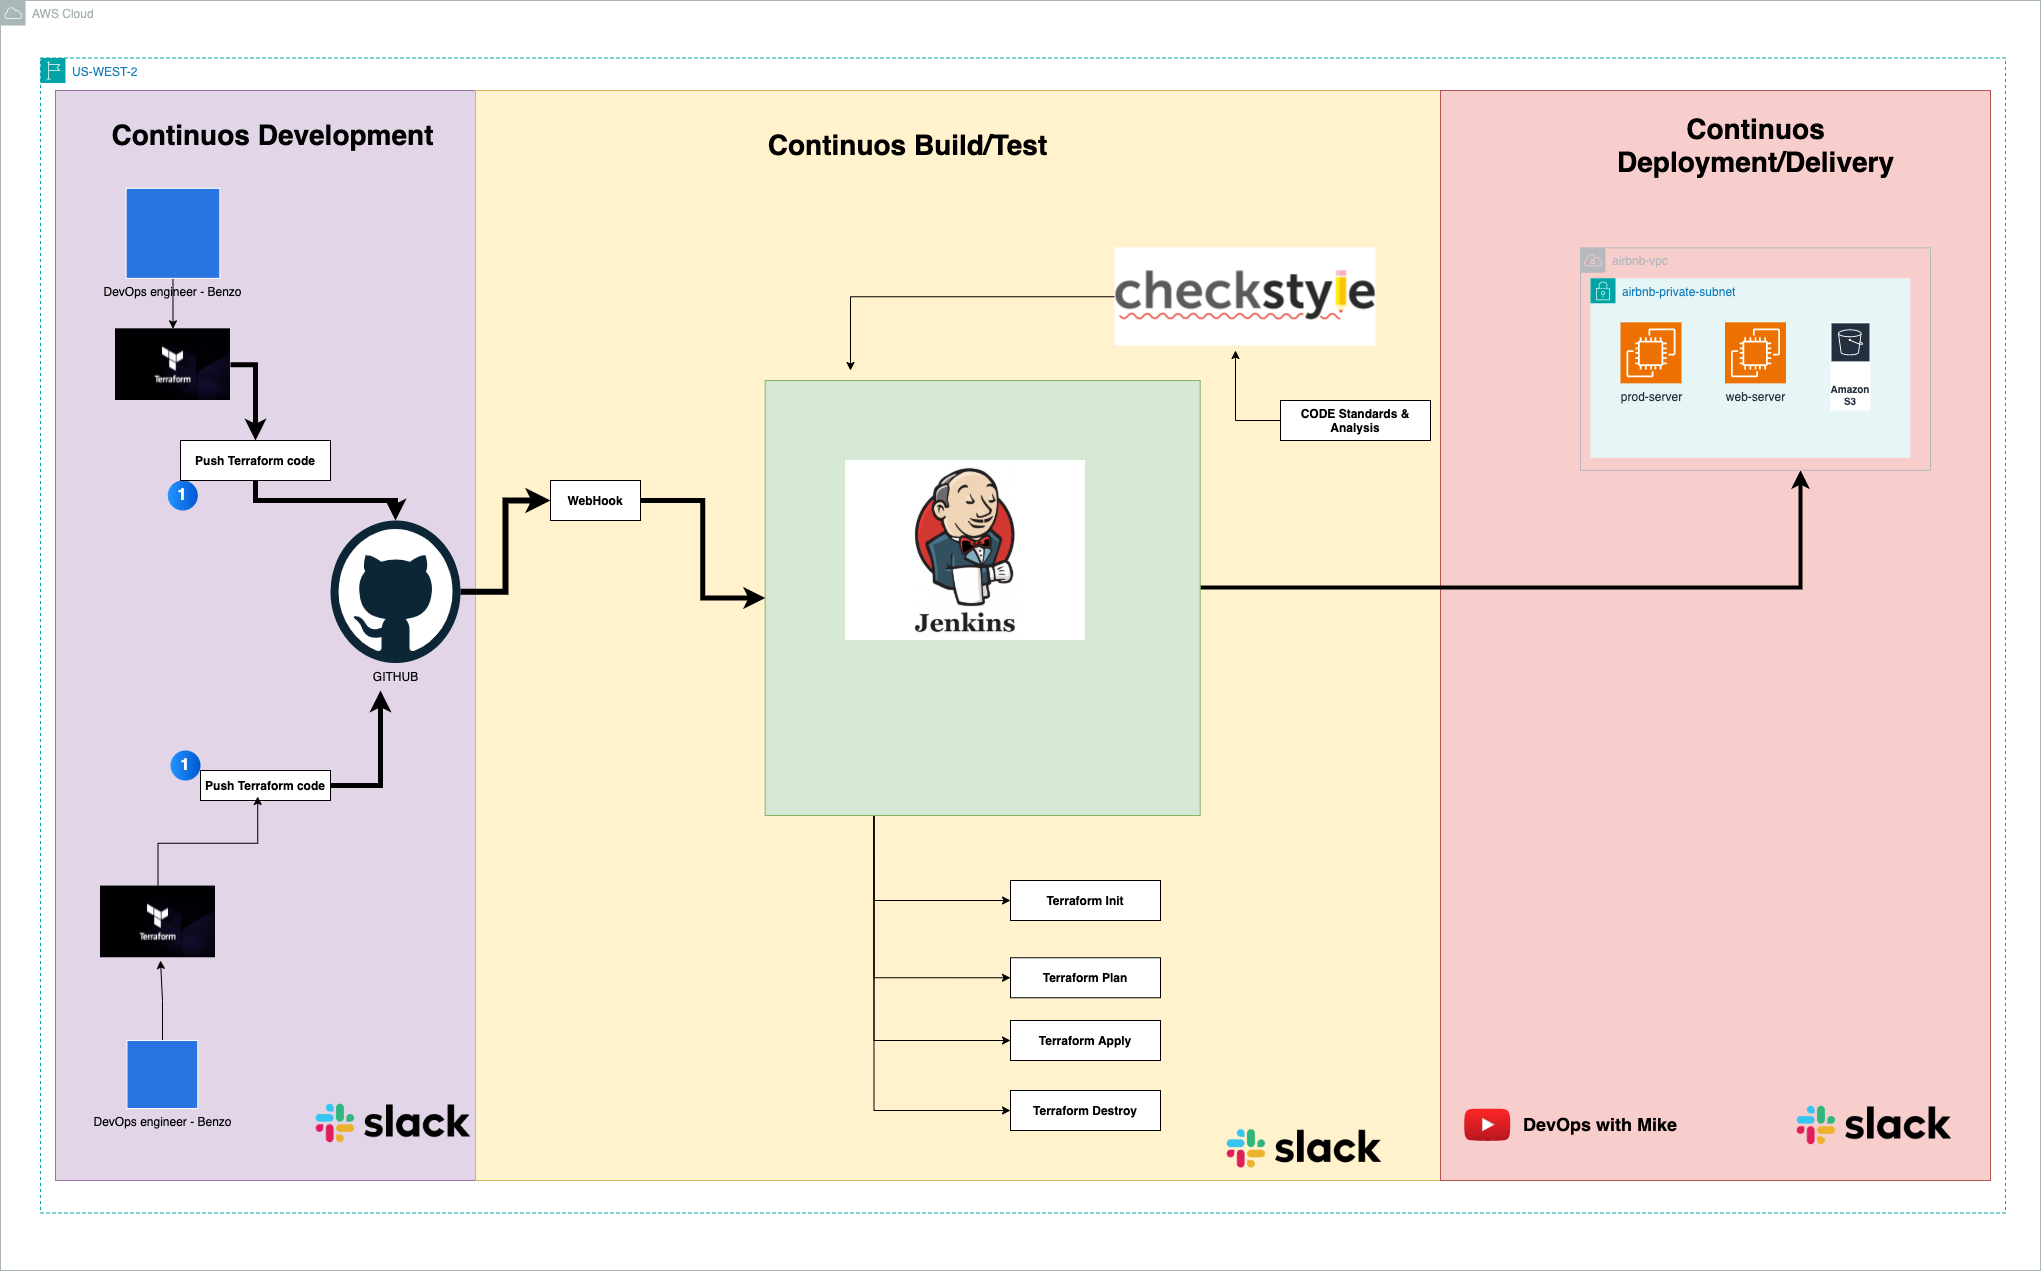 AWS Cloud
US-WEST-2
Continuos Development
DevOps engineer - Benzo
Terraform
Push Terraform code
1
GITHUB
1
Push Terraform code
Terraform
DevOps engineer - Benzo
slack
Continuos Build/Test
checkstyle
CODE Standards &
Analysis
WebHook
Jenkins
Terraform Init
Terraform Plan
Terraform Apply
Terraform Destroy
slack
Continuos
Deployment/Delivery
airbnb-vpc
airbnb-private-subnet
prod-server
web-server
Amazon
S3
DevOps with Mike
slack